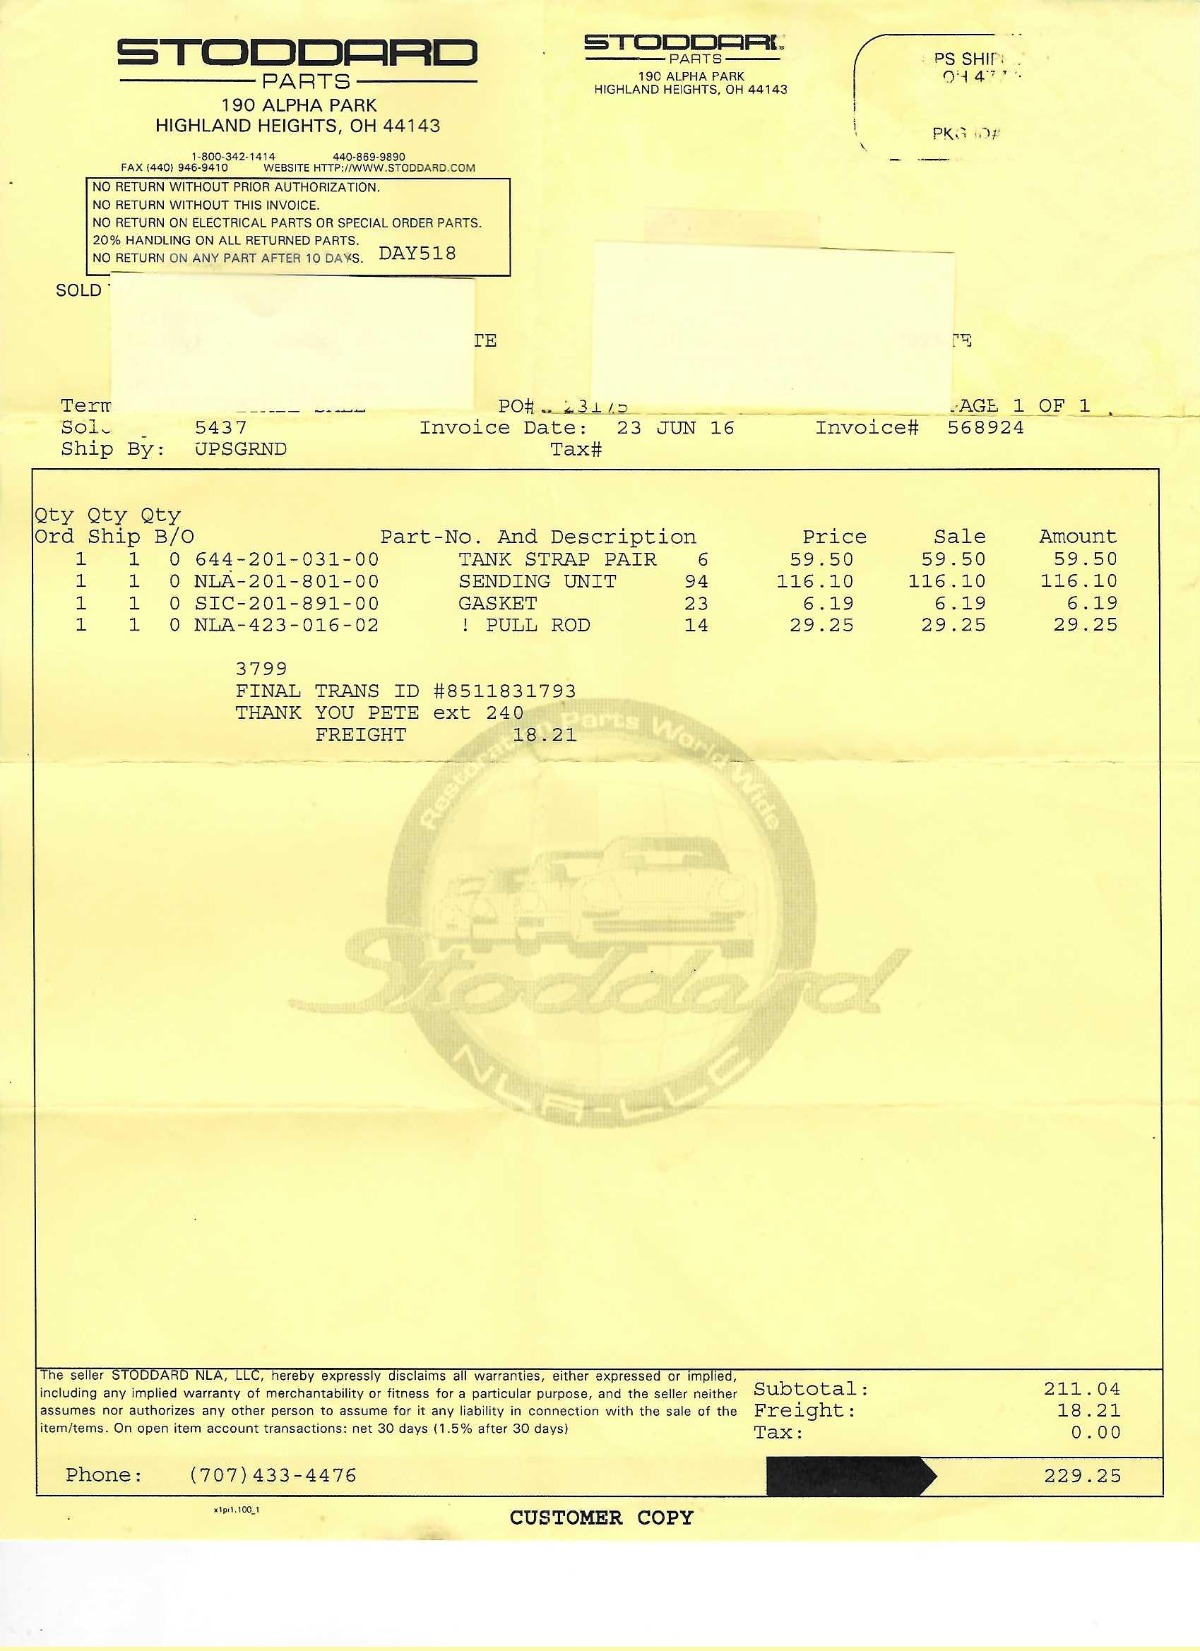 STODDARD
PARTS
190 ALPHA PARK
HIGHLAND HEIGHTS, OH 44143
1-800-342-1414 440-869-9890
FAX (440) 946-9410 WEBSITE HTTP://WWW.STODDARD.COM
NO RETURN WITHOUT PRIOR AUTHORIZATION.
NO RETURN WITHOUT THIS INVOICE.
NO RETURN ON ELECTRICAL PARTS OR SPECIAL ORDER PARTS.
20% HANDLING ON ALL RETURNED PARTS.
NO RETURN ON ANY PART AFTER 10 DAYS. DAY518
STODDARD
PARTS
190 ALPHA PARK
HIGHLAND HEIGHTS, OH 44143
PS SHIP
OH
PKG ID#
SOLD
TE
TE
Term PO# 23175 PAGE 1 OF 1
5437 Invoice Date: 23 JUN 16 Invoice# 568924
Ship By: UPSGRND Tax#
Qty Qty Qty
Ord Ship B/O Part-No. And Description Price Sale Amount
1 1 0 644-201-031-00 TANK STRAP PAIR 6 59.50 59.50 59.50
1 1 0 NLA-201-801-00 SENDING UNIT 94 116.10 116.10 116.10
1 1 0 SIC-201-891-00 GASKET 23 6.19 6.19 6.19
1 1 0 NLA-423-016-02 ! PULL ROD 14 29.25 29.25 29.25
3799
FINAL TRANS ID #8511831793
THANK YOU PETE ext 240
FREIGHT 18.21
Restoration Parts World Wide
Stoddard
NLA-LLC
The seller STODDARD NLA, LLC, hereby expressly disclaims all warranties, either expressed or implied,
including any implied warranty of merchantability or fitness for a particular purpose, and the seller neither
assumes nor authorizes any other person to assume for it any liability in connection with the sale of the
item/tems. On open item account transactions: net 30 days (1.5% after 30 days)
Subtotal: 211.04
Freight: 18.21
Tax: 0.00
Phone: (707)433-4476 229.25
x1pi1.100_1
CUSTOMER COPY